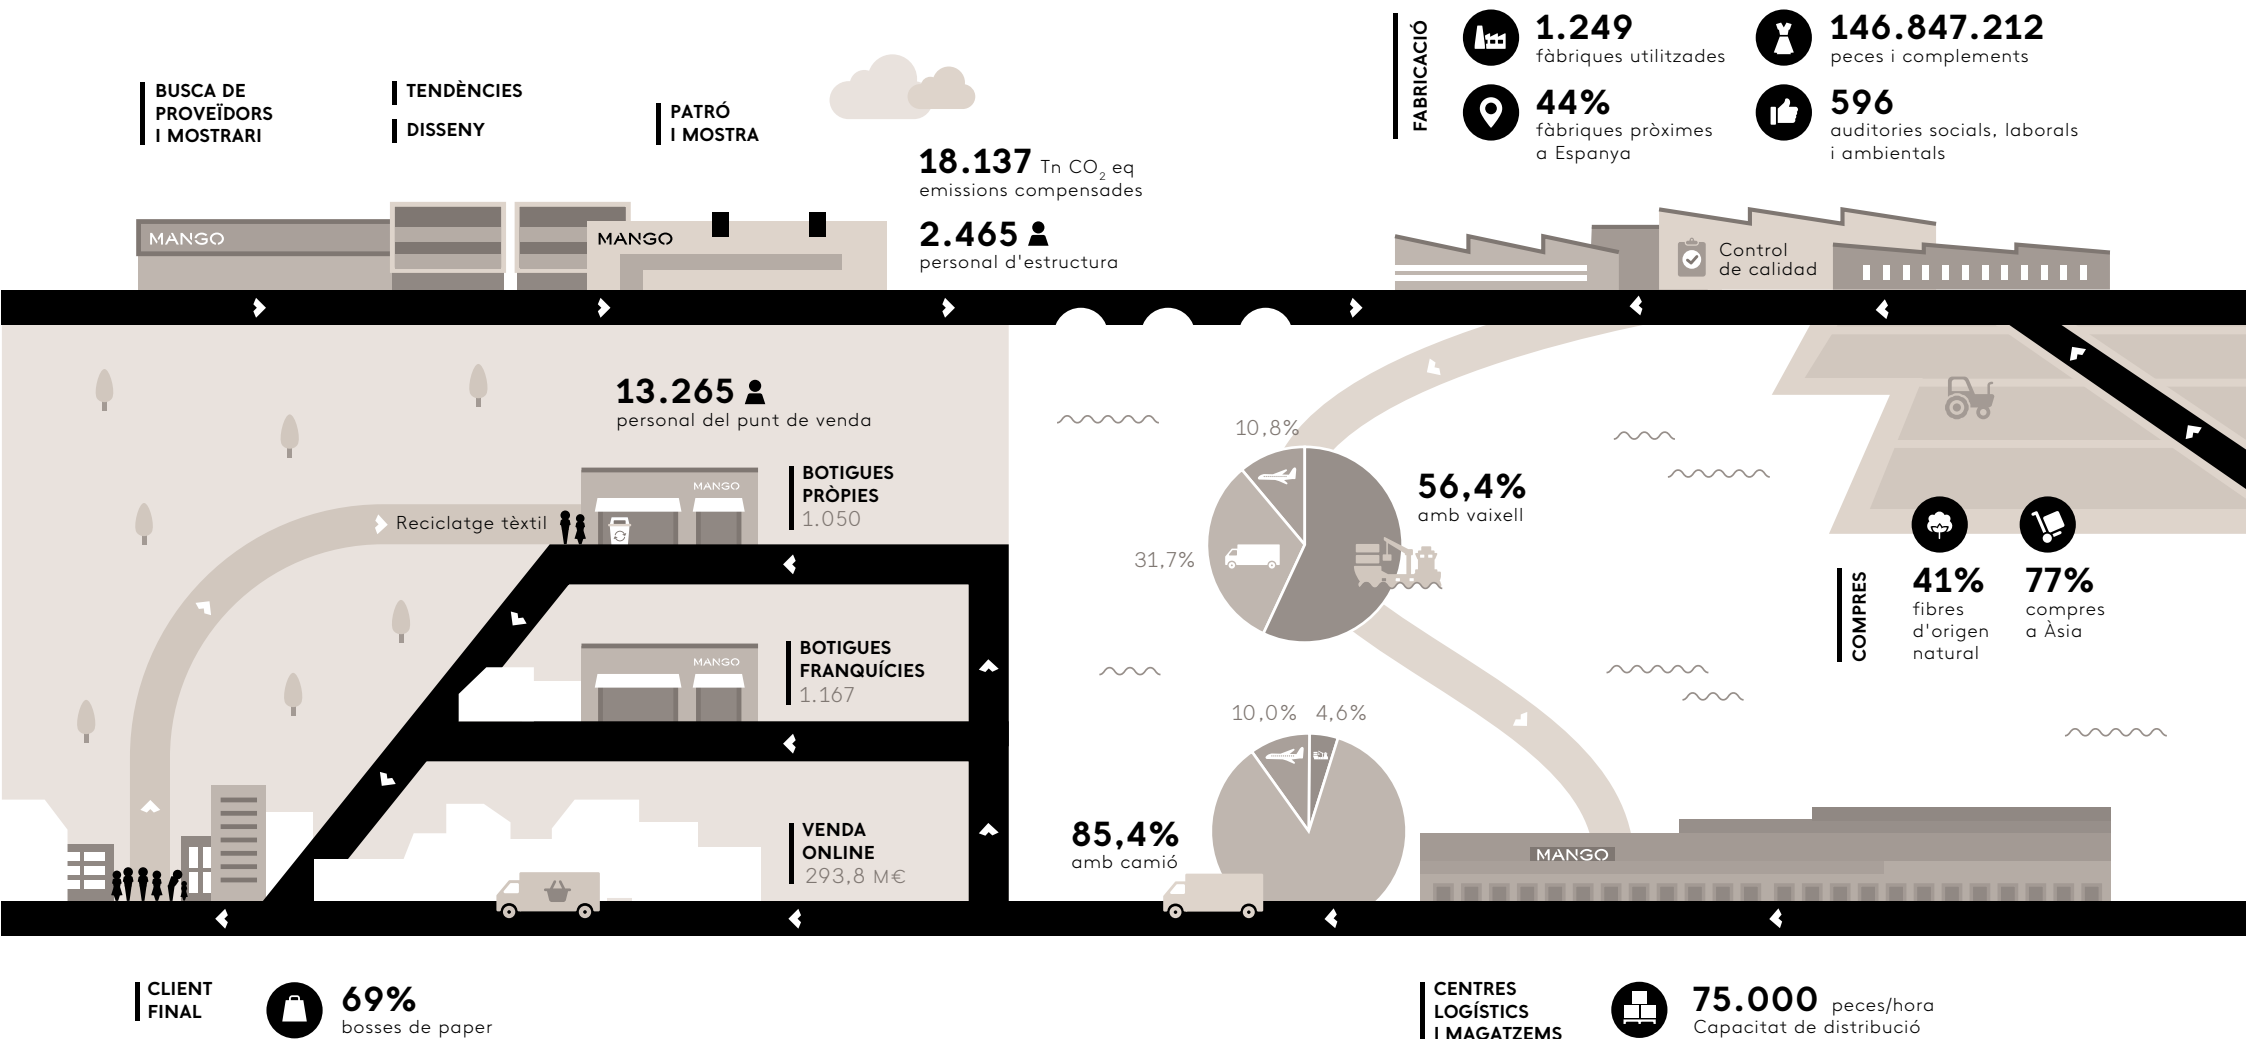 BUSCA DE
PROVEÏDORS
I MOSTRARI
TENDÈNCIES
DISSENY
PATRÓ
I MOSTRA
18.137 Tn CO₂ eq
emissions compensades
2.465
personal d'estructura
MANGO
MANGO
FABRICACIÓ
1.249
fàbriques utilitzades
146.847.212
peces i complements
44%
fàbriques pròximes
a Espanya
596
auditories socials, laborals
i ambientals
Control
de calidad
13.265
personal del punt de venda
MANGO
BOTIGUES
PRÒPIES
1.050
Reciclatge tèxtil
MANGO
BOTIGUES
FRANQUÍCIES
1.167
VENDA
ONLINE
293,8 M€
10,8%
56,4%
amb vaixell
31,7%
10,0%
4,6%
85,4%
amb camió
COMPRES
41%
fibres
d'origen
natural
77%
compres
a Àsia
MANGO
CLIENT
FINAL
69%
bosses de paper
CENTRES
LOGÍSTICS
I MAGATZEMS
75.000 peces/hora
Capacitat de distribució